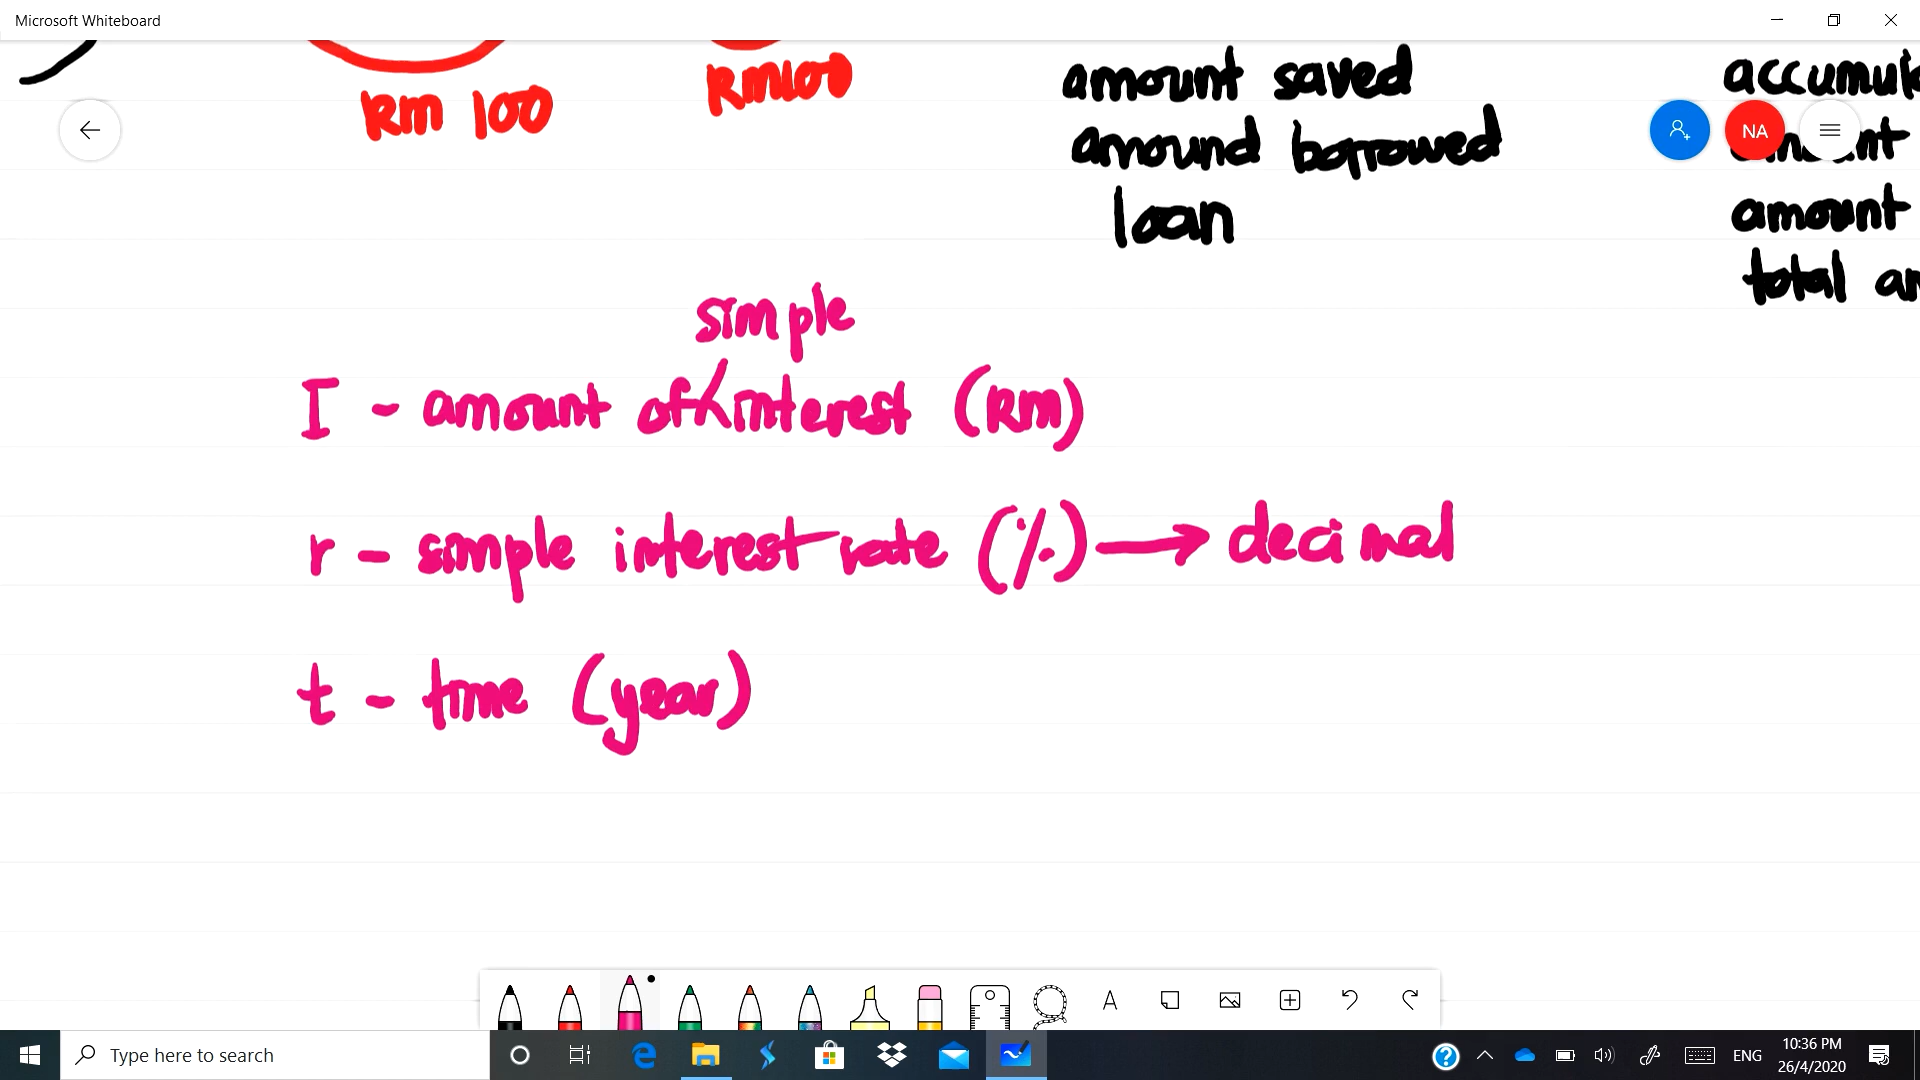 Microsoft Whiteboard
RM 100
RM100
amount saved
amound borrowed
loan
accumul
amount
total am
NA
simple
I - amount of interest (RM)
r - simple interest rate (%) → decimal
t - time (year)
A
Type here to search
ENG
10:36 PM
26/4/2020